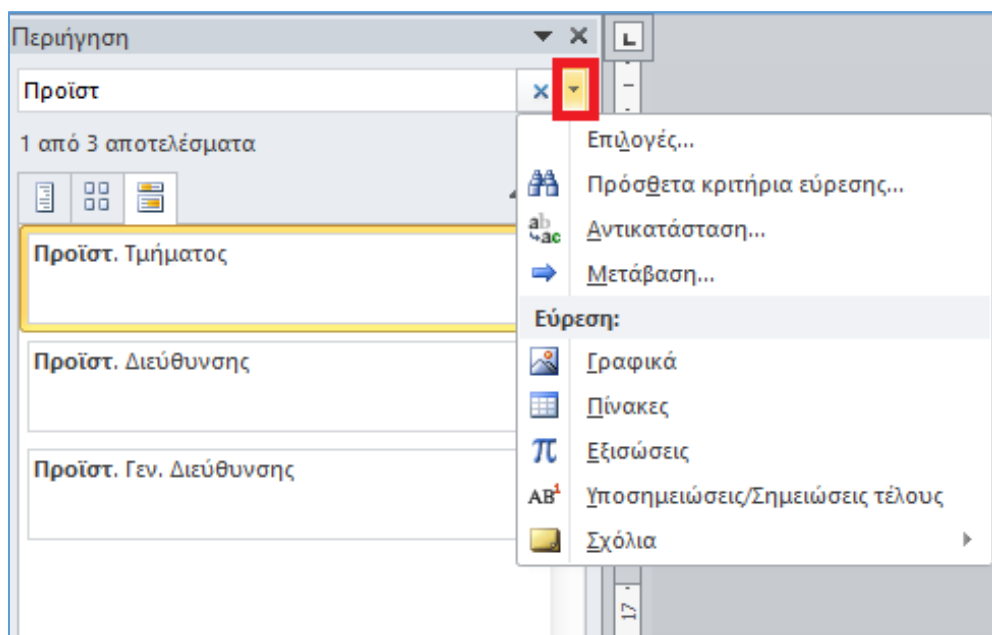 Περιήγηση
Προϊστ
1 από 3 αποτελέσματα
Προϊστ. Τμήματος
Προϊστ. Διεύθυνσης
Προϊστ. Γεν. Διεύθυνσης
Επιλογές...
Πρόσθετα κριτήρια εύρεσης...
Αντικατάσταση...
Μετάβαση...
Εύρεση:
Γραφικά
Πίνακες
Εξισώσεις
Υποσημειώσεις/Σημειώσεις τέλους
Σχόλια
17